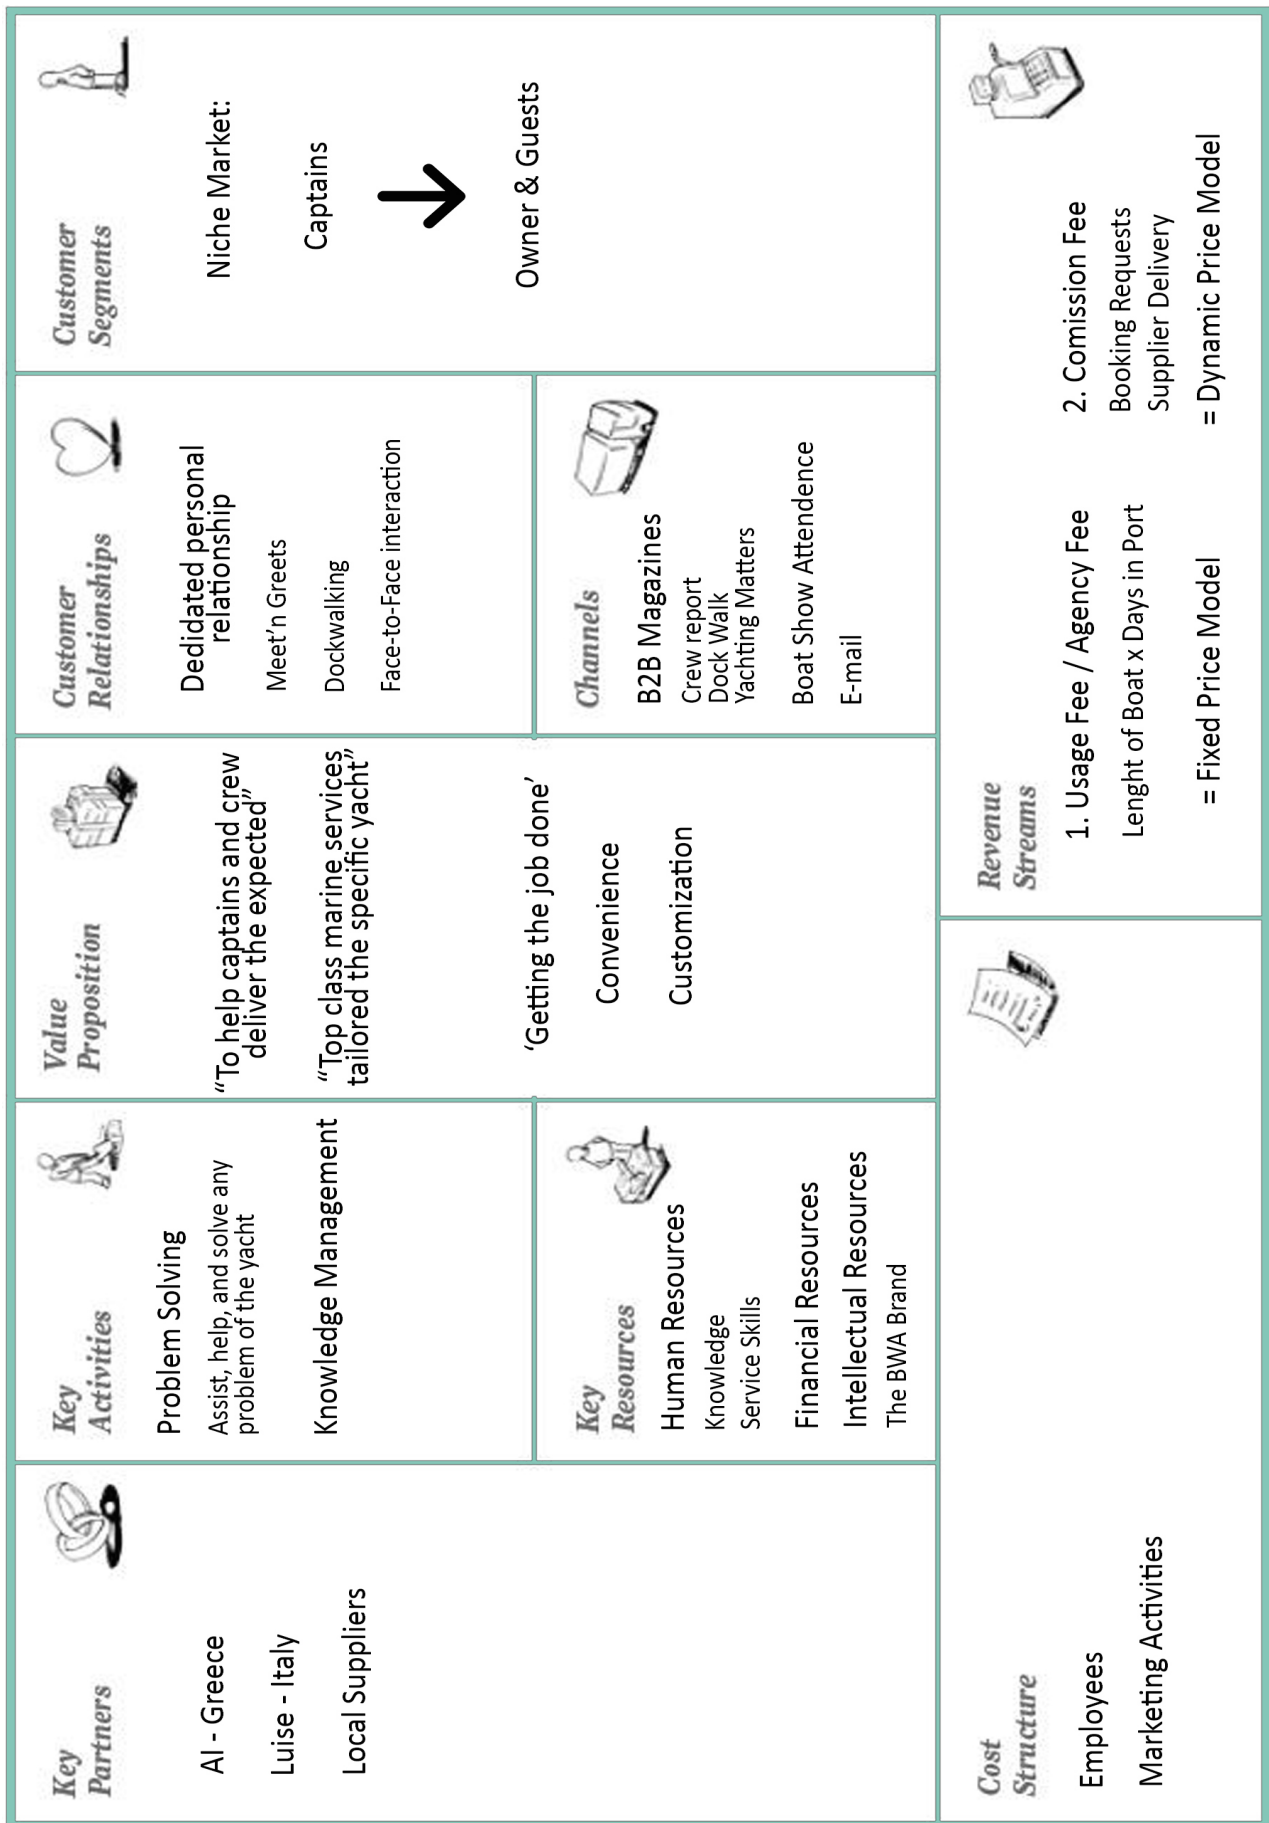 Key
Partners
AI - Greece
Luise - Italy
Local Suppliers
Key
Activities
Problem Solving
Assist, help, and solve any
problem of the yacht
Knowledge Management
Key
Resources
Human Resources
Knowledge
Service Skills
Financial Resources
Intellectual Resources
The BWA Brand
Value
Proposition
“To help captains and crew
deliver the expected”
“Top class marine services
tailored the specific yacht”
‘Getting the job done’
Convenience
Customization
Customer
Relationships
Dedidated personal
relationship
Meet’n Greets
Dockwalking
Face-to-Face interaction
Channels
B2B Magazines
Crew report
Dock Walk
Yachting Matters
Boat Show Attendence
E-mail
Customer
Segments
Niche Market:
Captains
Owner & Guests
Cost
Structure
Employees
Marketing Activities
Revenue
Streams
1. Usage Fee / Agency Fee
Lenght of Boat x Days in Port
= Fixed Price Model
2. Comission Fee
Booking Requests
Supplier Delivery
= Dynamic Price Model